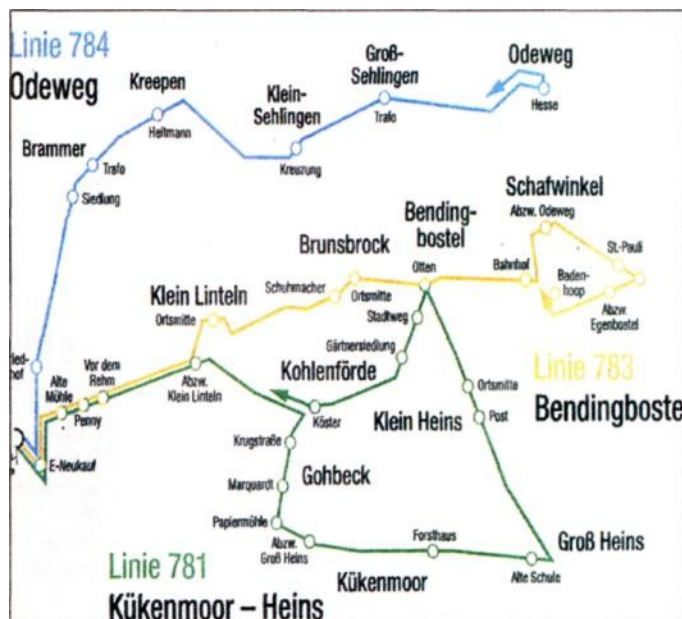 Linie 784
Odeweg
Kreepen
Heitmann
Groß-
Sehlingen
Trafo
Odeweg
Hesse
Klein-
Sehlingen
Kreuzung
Brammer
Trafo
Siedlung
Schafwinkel
Abzw. Odeweg
St.-Pauli
Bending-
bostel
Otten
Bahnhof
Baden-
hoop
Abzw.
Egenbostel
Brunsbrock
Schuhmacher
Ortsmitte
Klein Linteln
Ortsmitte
Stadtweg
Gärtnersiedlung
Kohlenförde
Köster
Linie 783
Bendingboste
Vor dem
Rehm
Alte
Mühle
Penny
Abzw.
Klein Linteln
E-Neukauf
Klein Heins
Ortsmitte
Post
Krugstraße
Gohbeck
Marquardt
Papiermühle
Abzw.
Groß Heins
Forsthaus
Kükenmoor
Groß Heins
Alte Schule
Linie 781
Kükenmoor – Heins